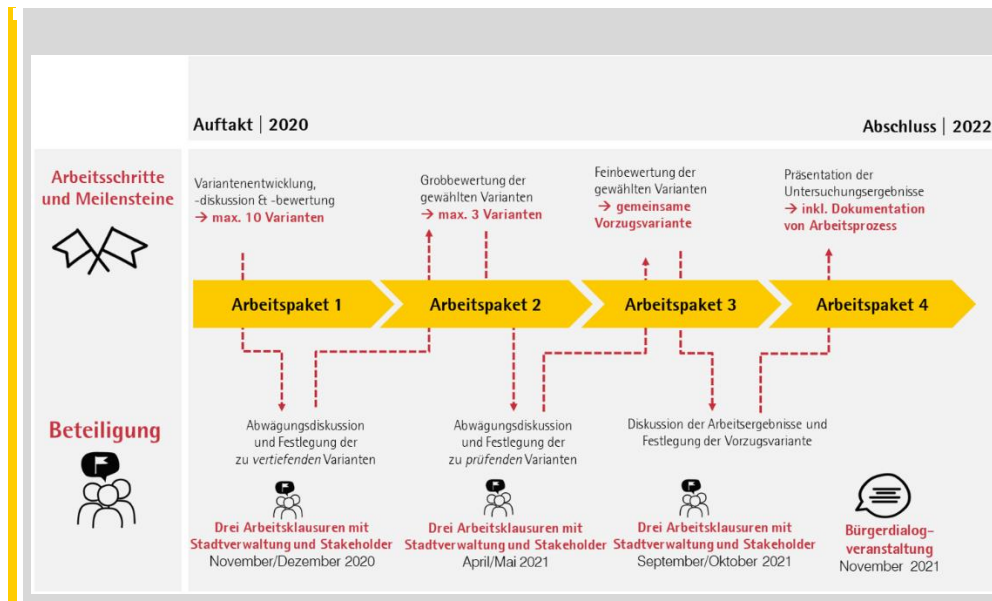 Auftakt | 2020
Abschluss | 2022
Arbeitsschritte
und Meilensteine
Variantenentwicklung,
-diskussion & -bewertung
→ max. 10 Varianten
Grobbewertung der
gewählten Varianten
→ max. 3 Varianten
Feinbewertung der
gewählten Varianten
→ gemeinsame
Vorzugsvariante
Präsentation der
Untersuchungsergebnisse
→ inkl. Dokumentation
von Arbeitsprozess
Arbeitspaket 1
Arbeitspaket 2
Arbeitspaket 3
Arbeitspaket 4
Beteiligung
Abwägungsdiskussion
und Festlegung der
zu vertiefenden Varianten
Abwägungsdiskussion
und Festlegung der
zu prüfenden Varianten
Diskussion der Arbeitsergebnisse und
Festlegung der Vorzugsvariante
Drei Arbeitsklausuren mit
Stadtverwaltung und Stakeholder
November/Dezember 2020
Drei Arbeitsklausuren mit
Stadtverwaltung und Stakeholder
April/Mai 2021
Drei Arbeitsklausuren mit
Stadtverwaltung und Stakeholder
September/Oktober 2021
Bürgerdialog-
veranstaltung
November 2021